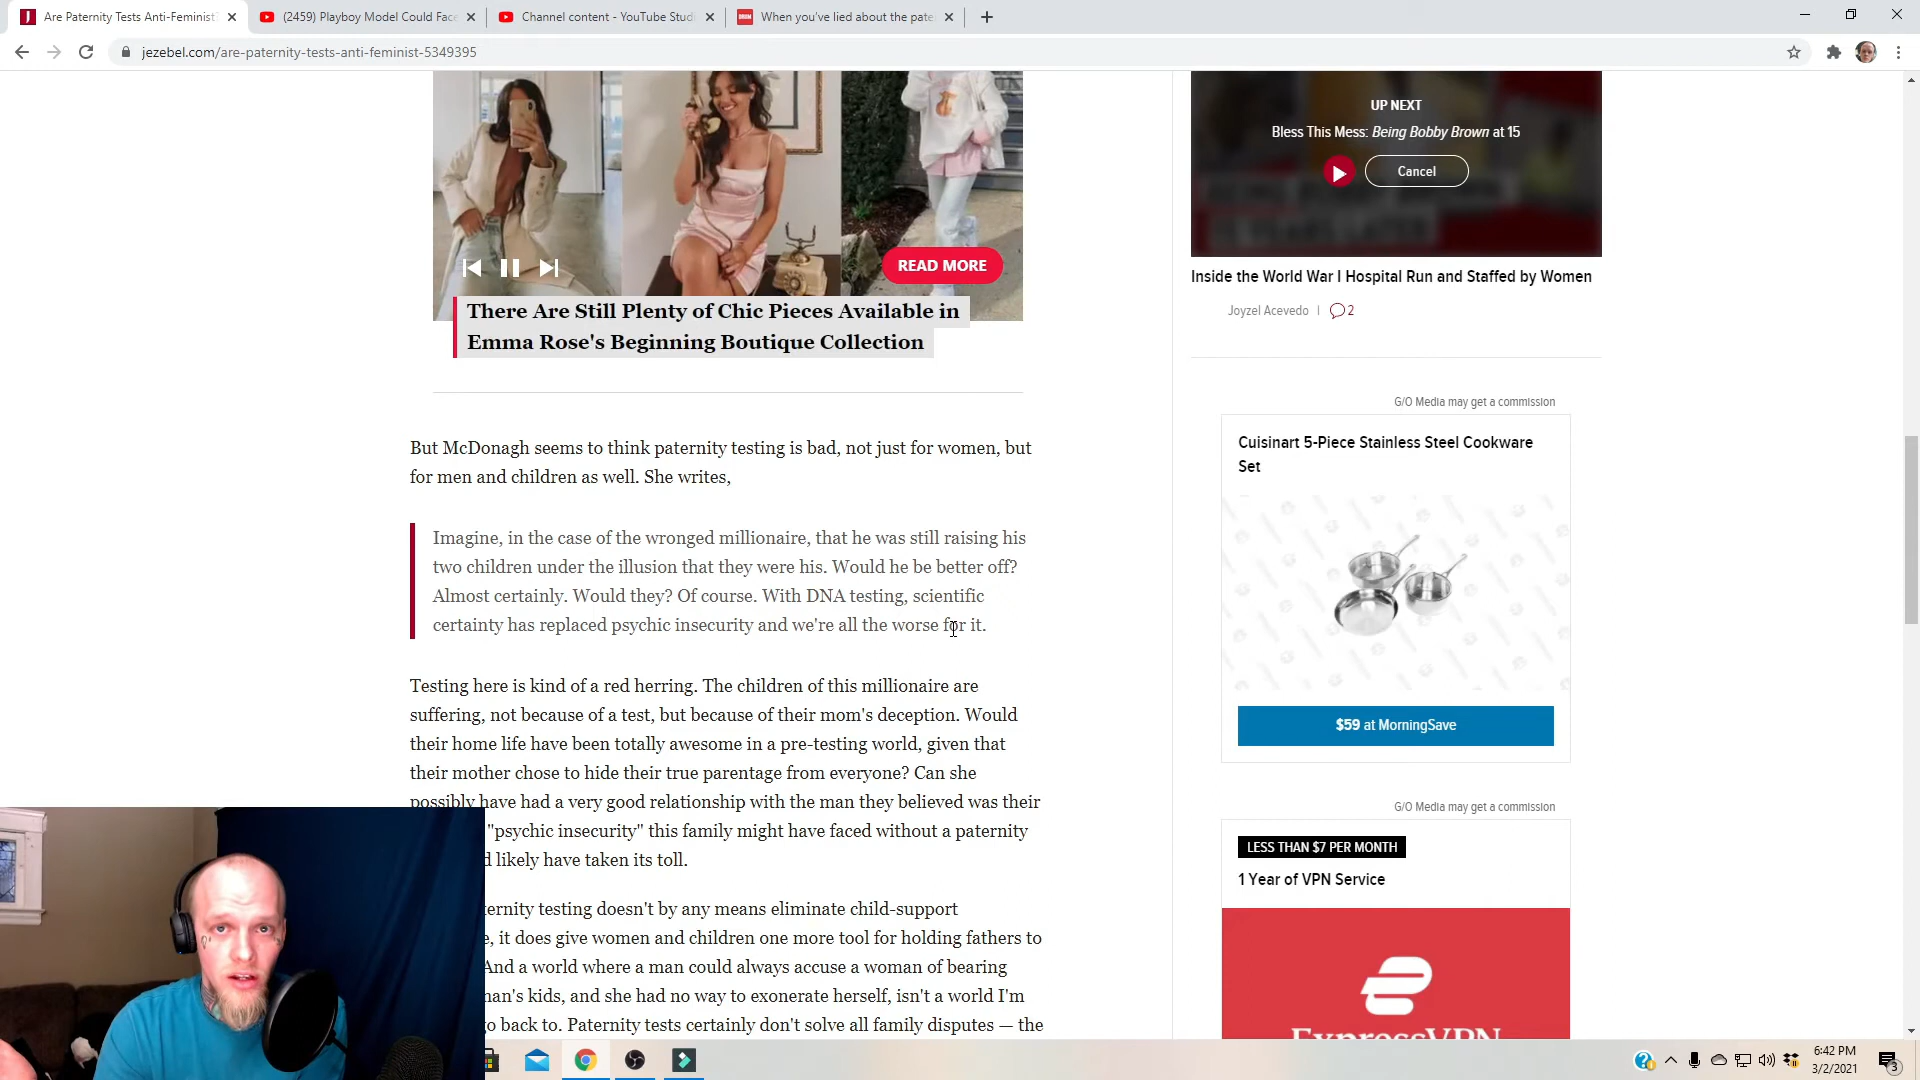 Are Paternity Tests Anti-Feminist
(2459) Playboy Model Could Face
Channel content - YouTube Studi
When you've lied about the pate
jezebel.com/are-paternity-tests-anti-feminist-5349395
READ MORE
There Are Still Plenty of Chic Pieces Available in
Emma Rose's Beginning Boutique Collection
But McDonagh seems to think paternity testing is bad, not just for women, but
for men and children as well. She writes,
Imagine, in the case of the wronged millionaire, that he was still raising his
two children under the illusion that they were his. Would he be better off?
Almost certainly. Would they? Of course. With DNA testing, scientific
certainty has replaced psychic insecurity and we're all the worse for it.
Testing here is kind of a red herring. The children of this millionaire are
suffering, not because of a test, but because of their mom's deception. Would
their home life have been totally awesome in a pre-testing world, given that
their mother chose to hide their true parentage from everyone? Can she
possibly have had a very good relationship with the man they believed was their
"psychic insecurity" this family might have faced without a paternity
likely have taken its toll.
testing doesn't by any means eliminate child-support
it does give women and children one more tool for holding fathers to
And a world where a man could always accuse a woman of bearing
kids, and she had no way to exonerate herself, isn't a world I'm
back to. Paternity tests certainly don't solve all family disputes — the
UP NEXT
Bless This Mess: Being Bobby Brown at 15
Cancel
Inside the World War I Hospital Run and Staffed by Women
Joyzel Acevedo
2
G/O Media may get a commission
Cuisinart 5-Piece Stainless Steel Cookware
Set
$59 at MorningSave
G/O Media may get a commission
LESS THAN $7 PER MONTH
1 Year of VPN Service
ExpressVPN
6:42 PM
3/2/2021
3